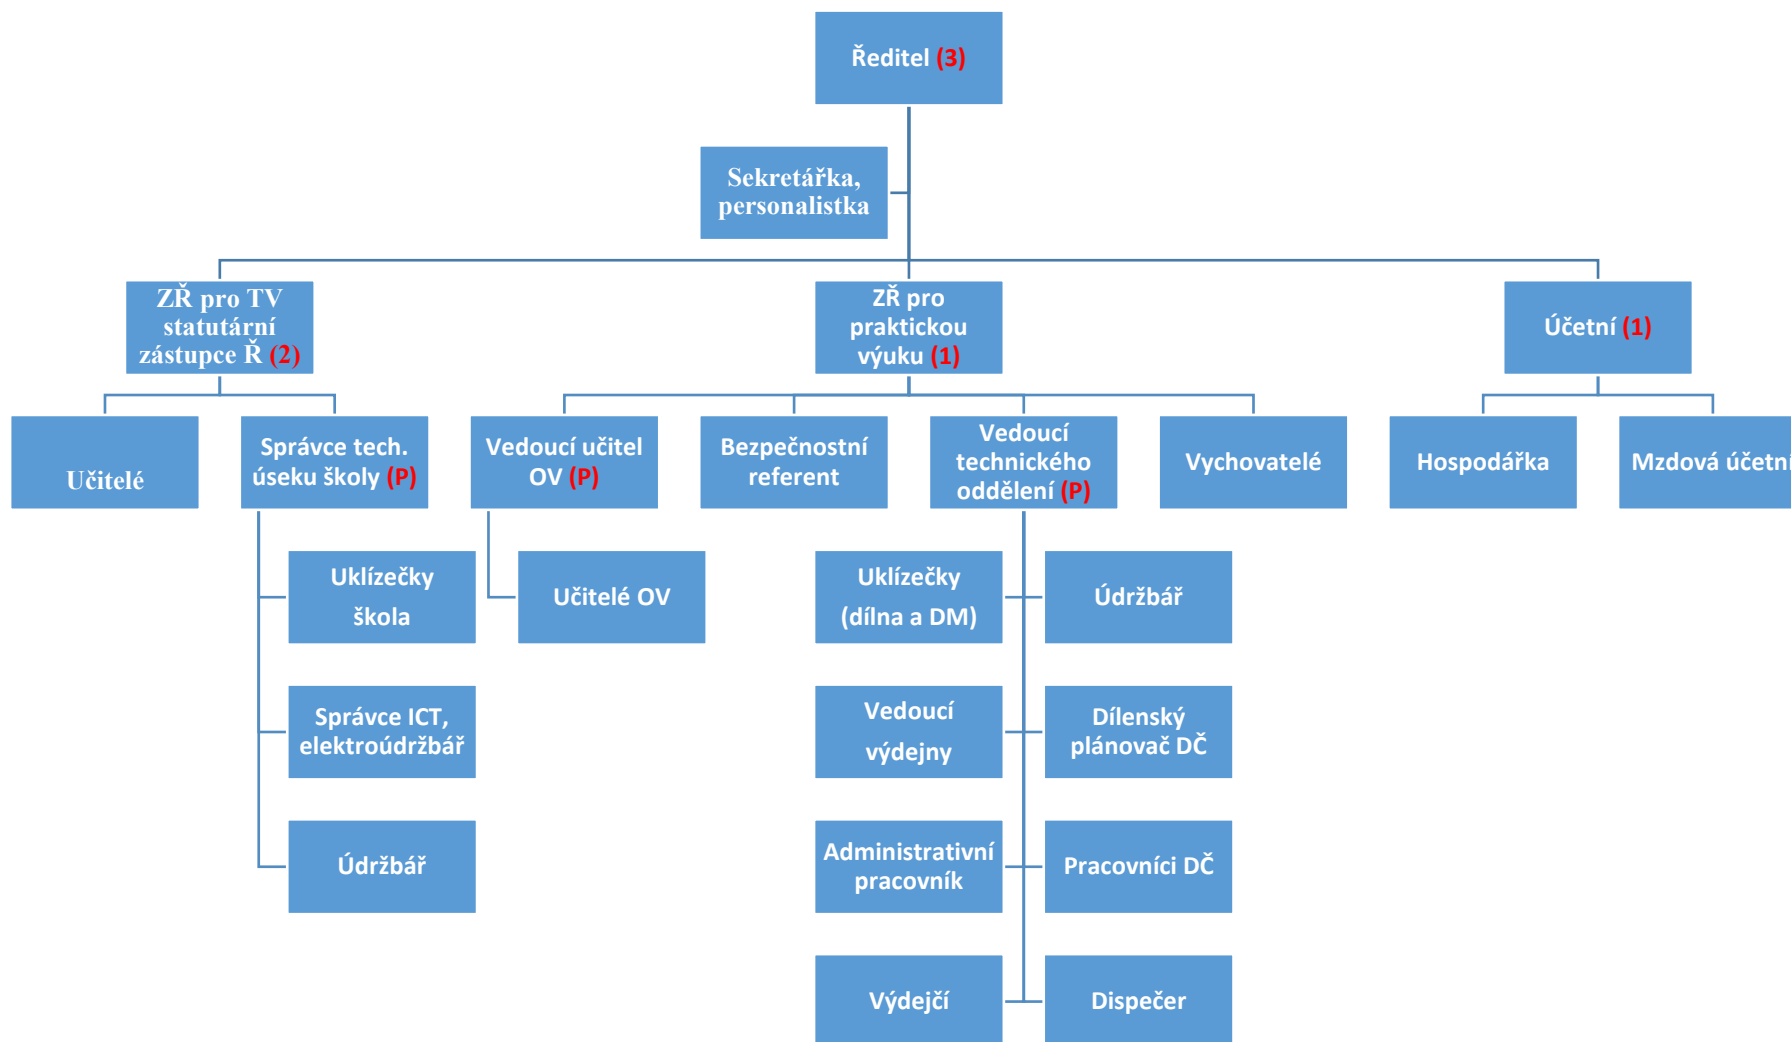 Ředitel (3)
Sekretářka,
personalistka
ZŘ pro TV
statutární
zástupce Ř (2)
ZŘ pro
praktickou
výuku (1)
Účetní (1)
Učitelé
Správce tech.
úseku školy (P)
Vedoucí učitel
OV (P)
Bezpečnostní
referent
Vedoucí
technického
oddělení (P)
Vychovatelé
Hospodářka
Mzdová účetní
Uklízečky
škola
Učitelé OV
Uklízečky
(dílna a DM)
Údržbář
Správce ICT,
elektroúdržbář
Vedoucí
výdejny
Dílenský
plánovač DČ
Údržbář
Administrativní
pracovník
Pracovníci DČ
Výdejčí
Dispečer